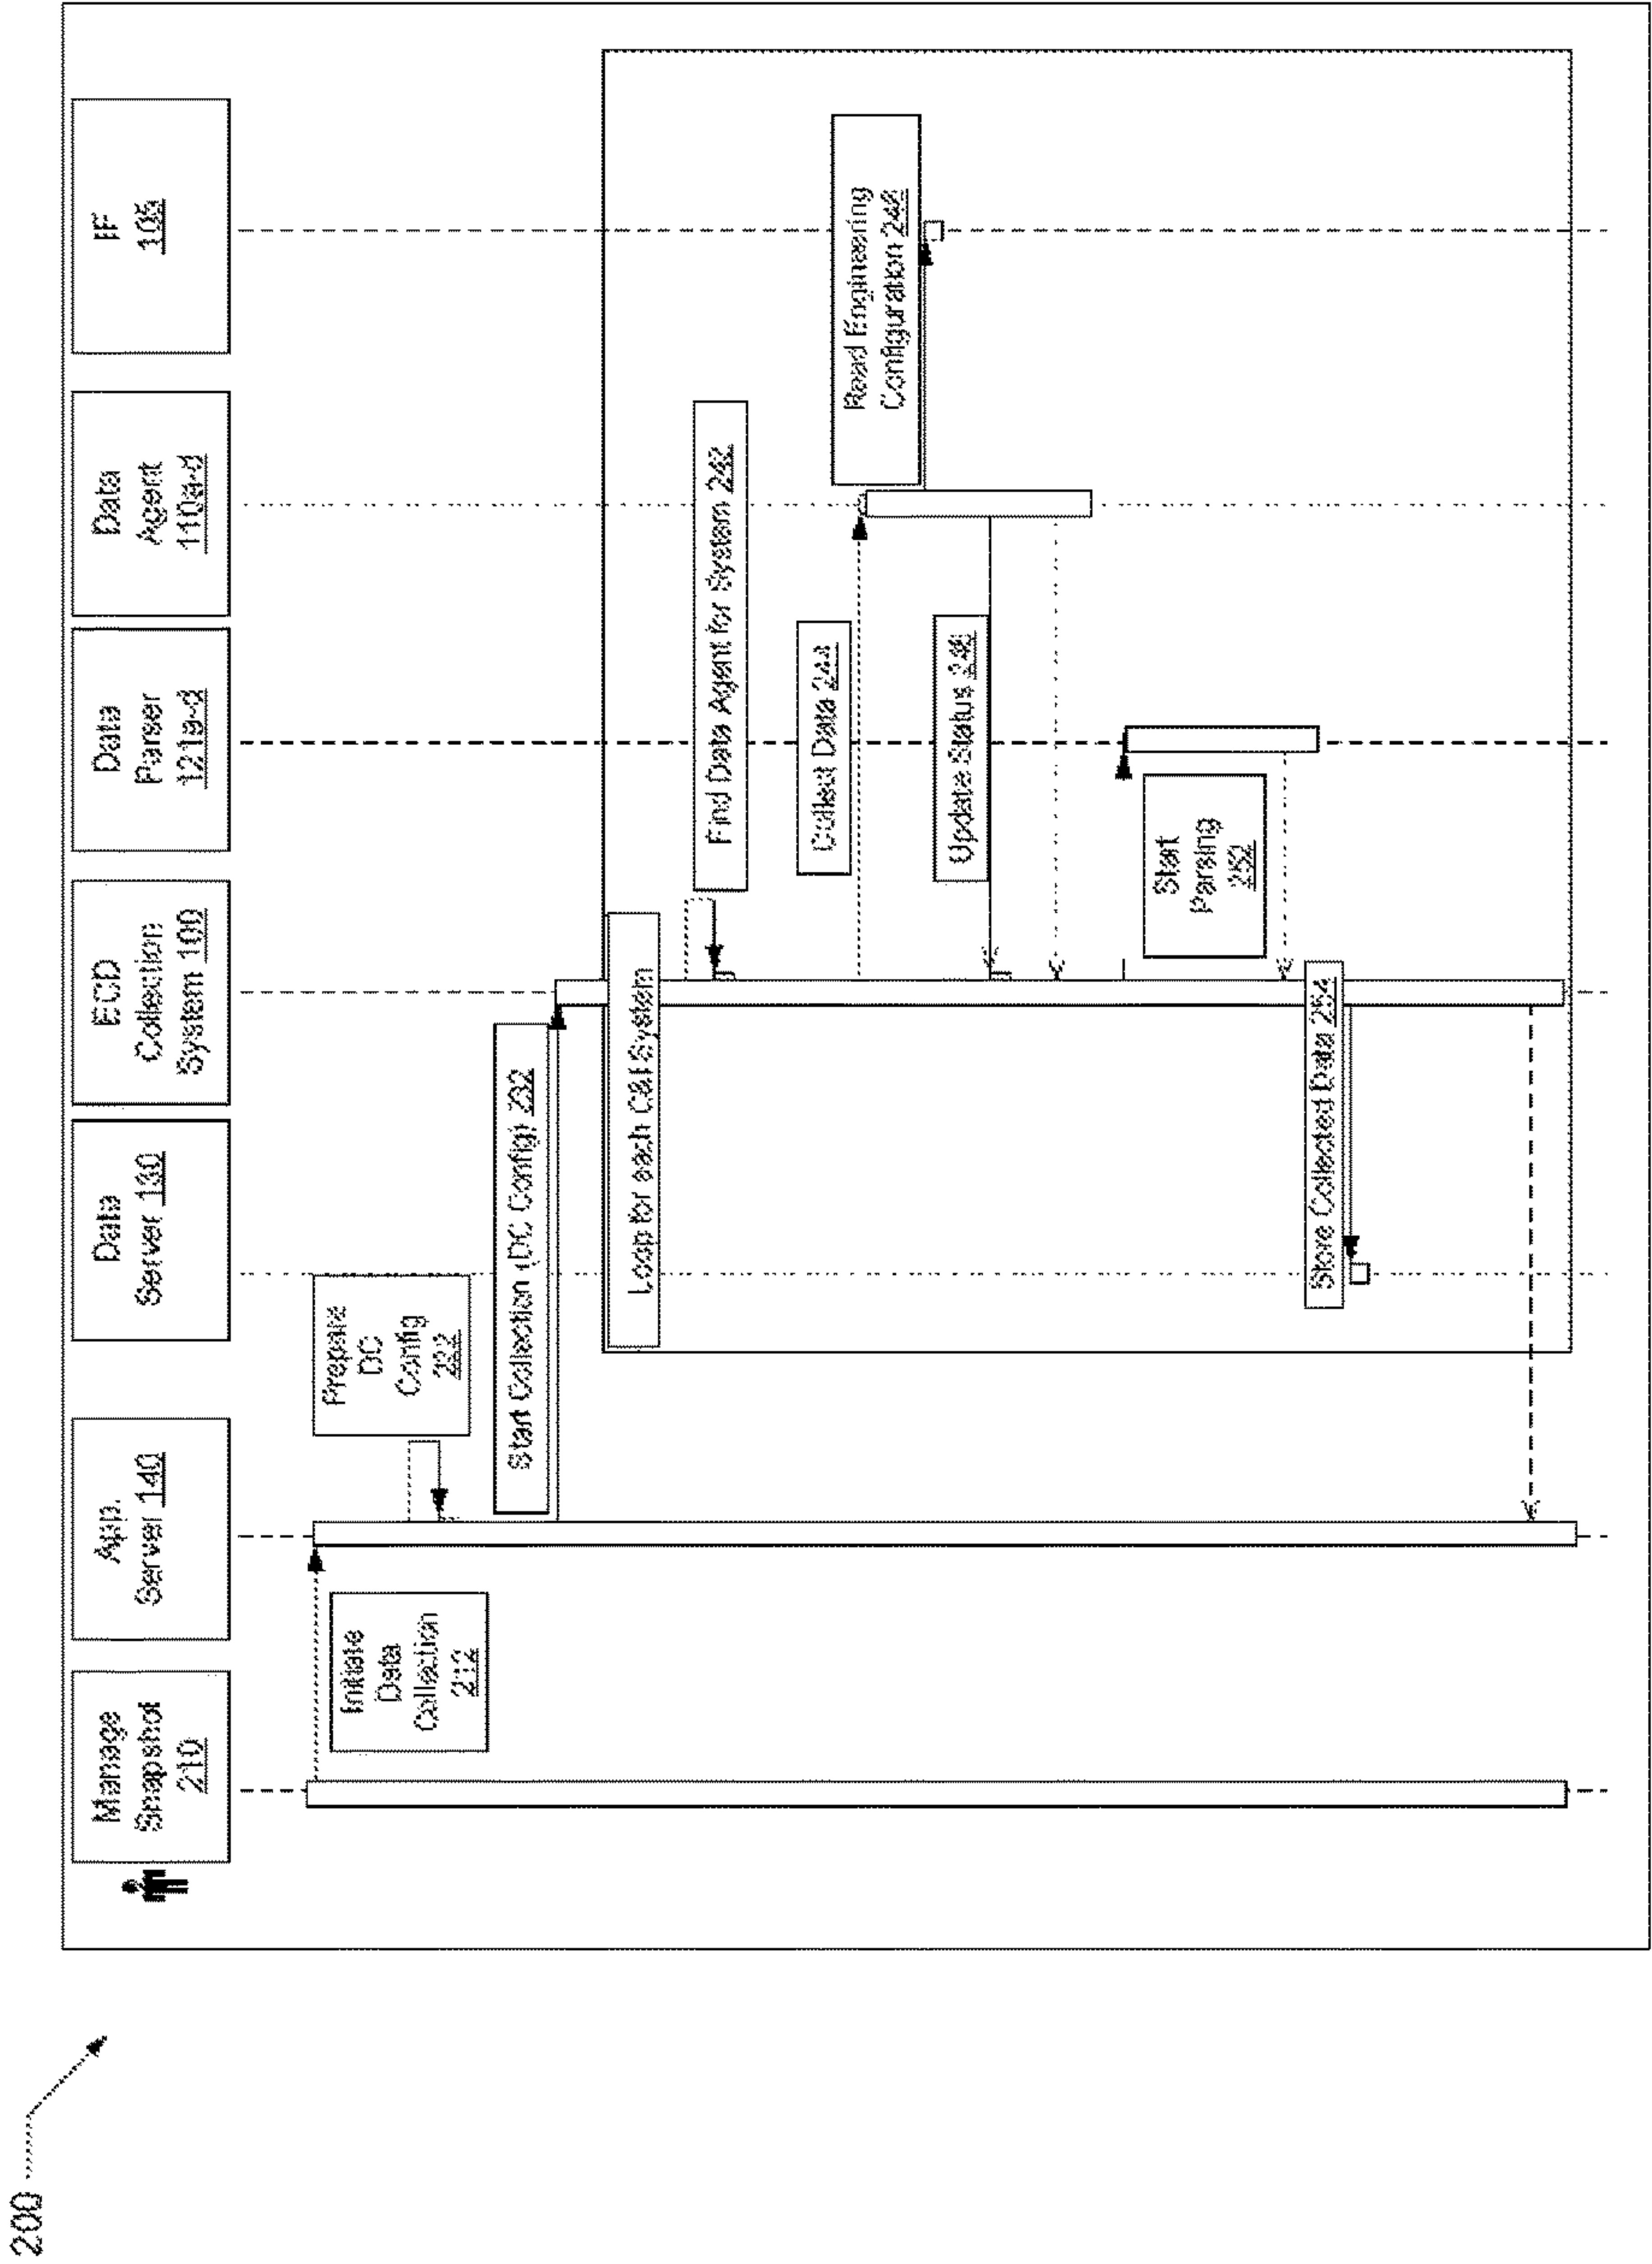 200
Manage
Snapshot
210
App.
Server 140
Data
Server 130
ECD
Collection
System 100
Data
Parser
121a-d
Data
Agent
110a-d
IF
105
Initiate
Data
Collection
212
Prepare
DC
Config
222
Start Collection (DC Config) 232
Loop for each C&I System
Find Data Agent for System 242
Collect Data 244
Read Engineering
Configuration 248
Update Status 246
Start
Parsing
252
Store Collected Data 254